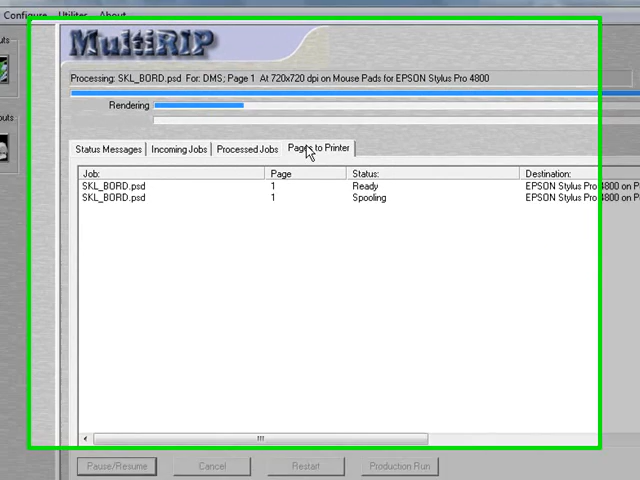 Configure Utilities About
MultiRIP
Processing: SKL_BORD.psd For: DMS; Page 1 At 720x720 dpi on Mouse Pads for EPSON Stylus Pro 4800
Rendering
Status Messages Incoming Jobs Processed Jobs Pages to Printer
Job: Page Status: Destination:
SKL_BORD.psd 1 Ready EPSON Stylus Pro 4800 on
SKL_BORD.psd 1 Spooling EPSON Stylus Pro 4800 on
Pause/Resume Cancel Restart Production Run